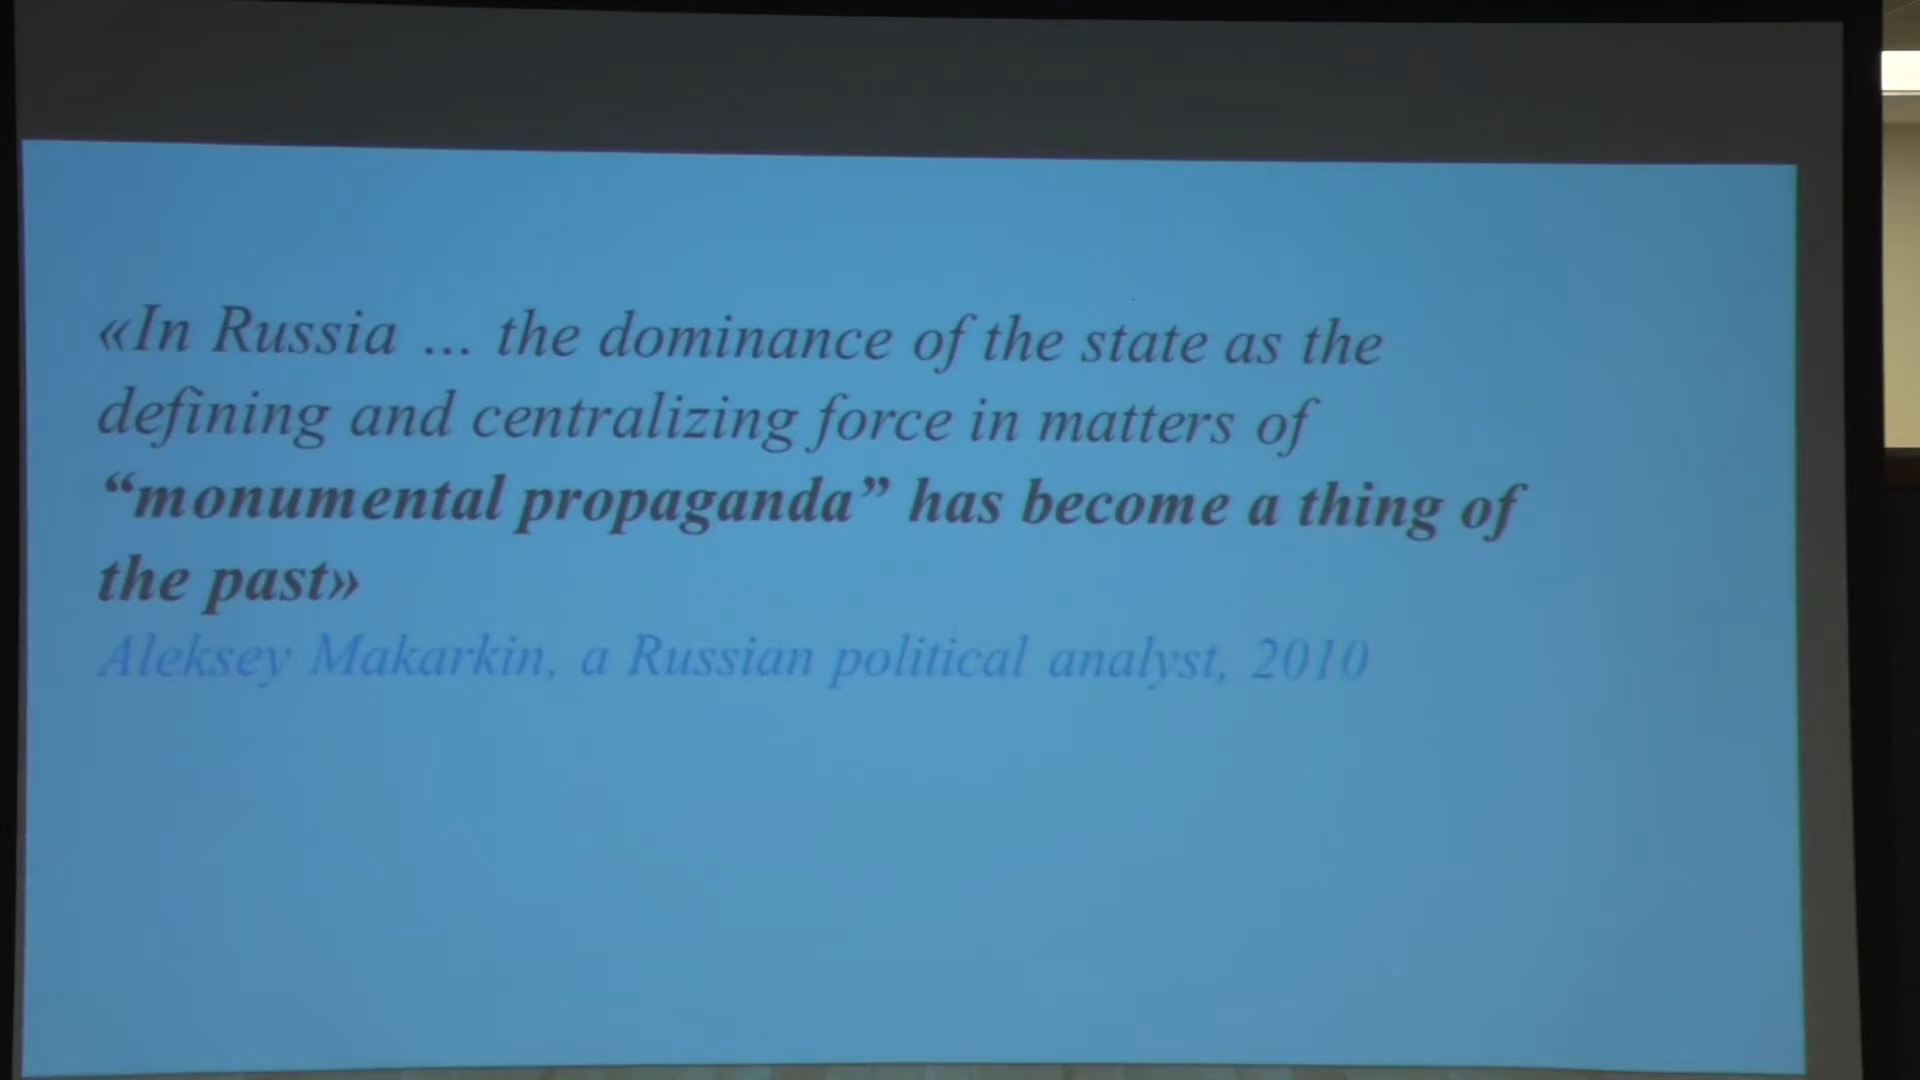 «In Russia ... the dominance of the state as the
defining and centralizing force in matters of
“monumental propaganda” has become a thing of
the past»
Aleksey Makarkin, a Russian political analyst, 2010